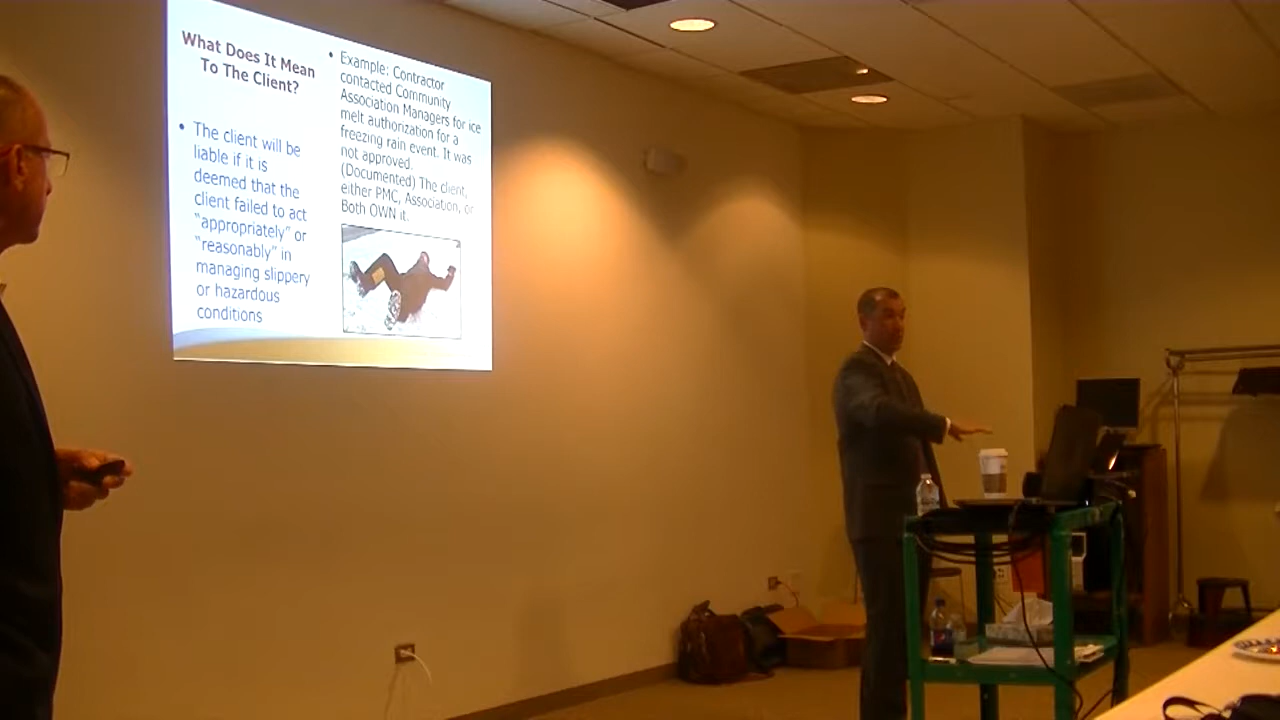 What Does It Mean
To The Client?
• The client will be
liable if it is
deemed that the
client failed to act
“appropriately” or
“reasonably” in
managing slippery
or hazardous
conditions
• Example: Contractor
contacted Community
Association Managers for ice
melt authorization for a
freezing rain event. It was
not approved.
(Documented) The client,
either PMC, Association, or
Both OWN it.